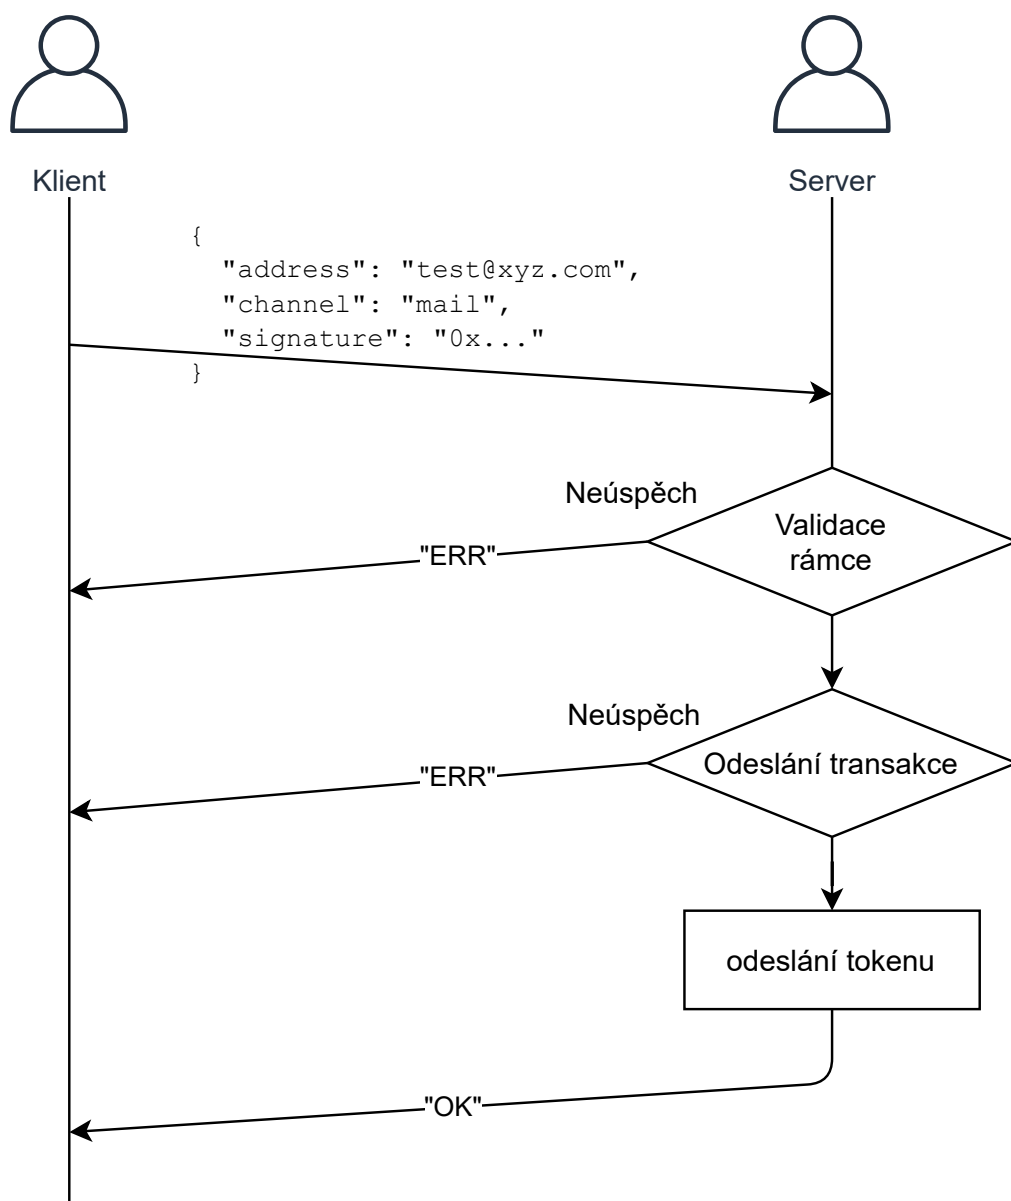 Klient
Server
{
"address": "test@xyz.com",
"channel": "mail",
"signature": "0x..."
}
Neúspěch
Validace
rámce
"ERR"
Neúspěch
Odeslání transakce
"ERR"
odeslání tokenu
"OK"